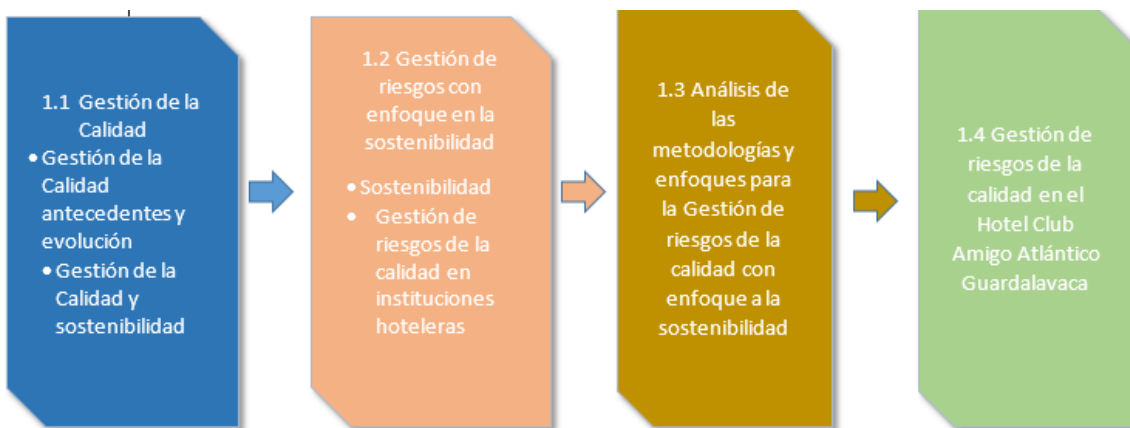 1.1 Gestión de la
Calidad
• Gestión de la
Calidad
antecedentes y
evolución
• Gestión de la
Calidad y
sostenibilidad
1.2 Gestión de
riesgos con
enfoque en la
sostenibilidad
• Sostenibilidad
• Gestión de
riesgos de la
calidad en
instituciones
hoteleras
1.3 Análisis de
las
metodologías y
enfoques para
la Gestión de
riesgos de la
calidad con
enfoque a la
sostenibilidad
1.4 Gestión de
riesgos de la
calidad en el
Hotel Club
Amigo Atlántico
Guardalavaca